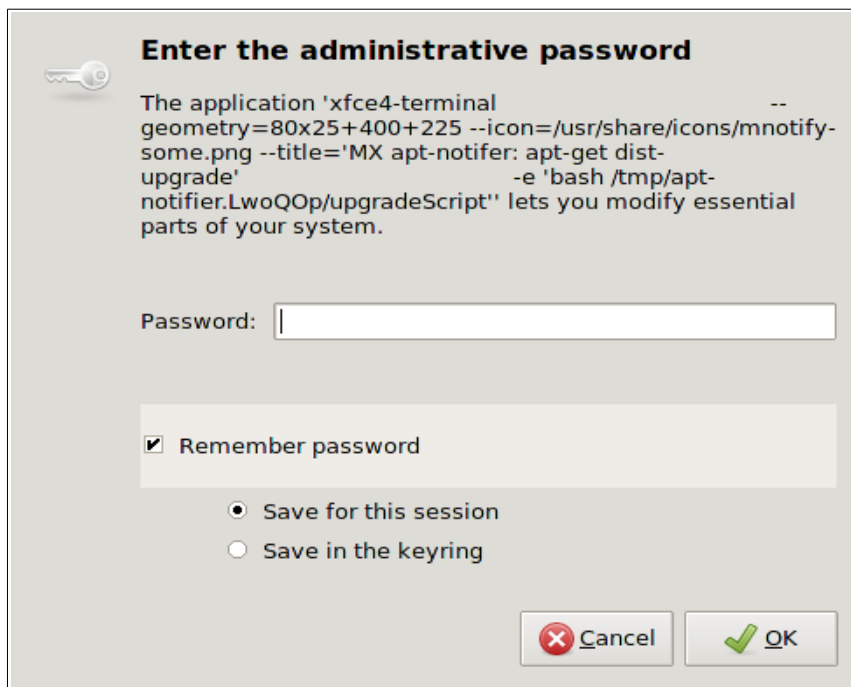 Enter the administrative password
The application 'xfce4-terminal --
geometry=80x25+400+225 --icon=/usr/share/icons/mnotify-
some.png --title='MX apt-notifer: apt-get dist-
upgrade' -e 'bash /tmp/apt-
notifier.LwoQOp/upgradeScript'' lets you modify essential
parts of your system.
Password:
Remember password
Save for this session
Save in the keyring
Cancel OK